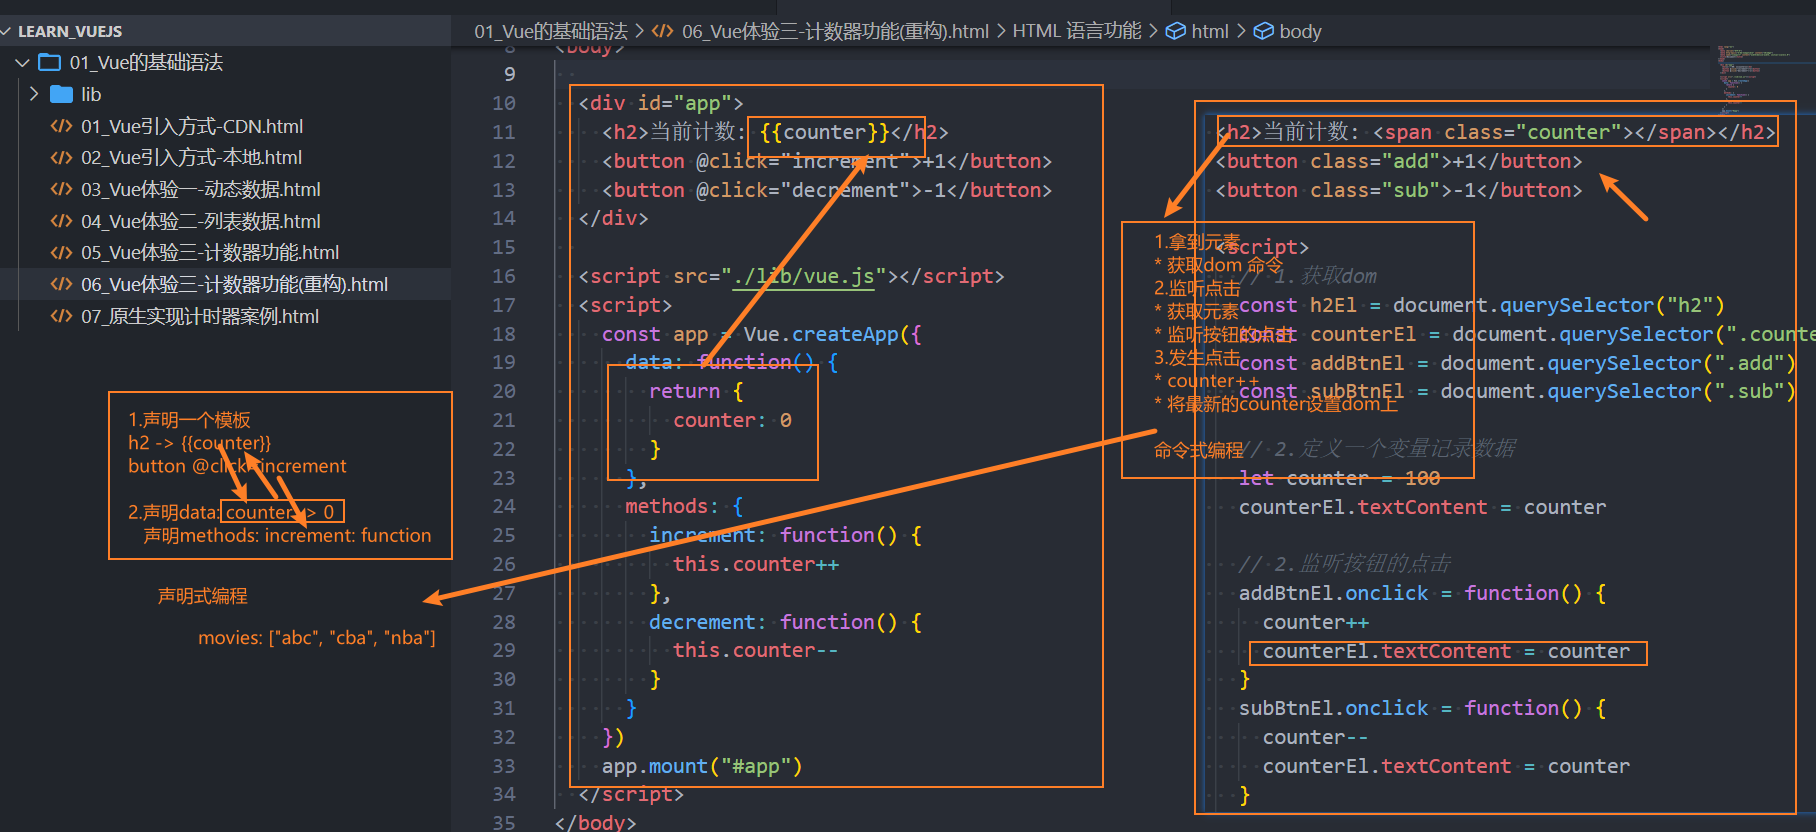 LEARN_VUEJS
01_Vue的基础语法
lib
01_Vue引入方式-CDN.html
02_Vue引入方式-本地.html
03_Vue体验一-动态数据.html
04_Vue体验二-列表数据.html
05_Vue体验三-计数器功能.html
06_Vue体验三-计数器功能(重构).html
07_原生实现计时器案例.html
1.声明一个模板
h2 -> {{counter}}
button @click=increment
2.声明data: counter -> 0
声明methods: increment: function
声明式编程
movies: ["abc", "cba", "nba"]
01_Vue的基础语法 > 06_Vue体验三-计数器功能(重构).html > HTML 语言功能 > html > body
8 <body>
9
10 <div id="app">
11 <h2>当前计数: {{counter}}</h2>
12 <button @click="increment">+1</button>
13 <button @click="decrement">-1</button>
14 </div>
15
16 <script src="./lib/vue.js"></script>
17 <script>
18 const app = Vue.createApp({
19 data: function() {
20 return {
21 counter: 0
22 }
23 },
24 methods: {
25 increment: function() {
26 this.counter++
27 },
28 decrement: function() {
29 this.counter--
30 }
31 }
32 })
33 app.mount("#app")
34 </script>
35 </body>
<h2>当前计数: <span class="counter"></span></h2>
<button class="add">+1</button>
<button class="sub">-1</button>
<script>
// 1.获取dom
const h2El = document.querySelector("h2")
const counterEl = document.querySelector(".counte
const addBtnEl = document.querySelector(".add")
const subBtnEl = document.querySelector(".sub")
// 2.定义一个变量记录数据
let counter = 100
counterEl.textContent = counter
// 2.监听按钮的点击
addBtnEl.onclick = function() {
counter++
counterEl.textContent = counter
}
subBtnEl.onclick = function() {
counter--
counterEl.textContent = counter
}
1.拿到元素
* 获取dom 命令
2.监听点击
* 获取元素
* 监听按钮的点击
3.发生点击
* counter++
* 将最新的counter设置dom上
命令式编程